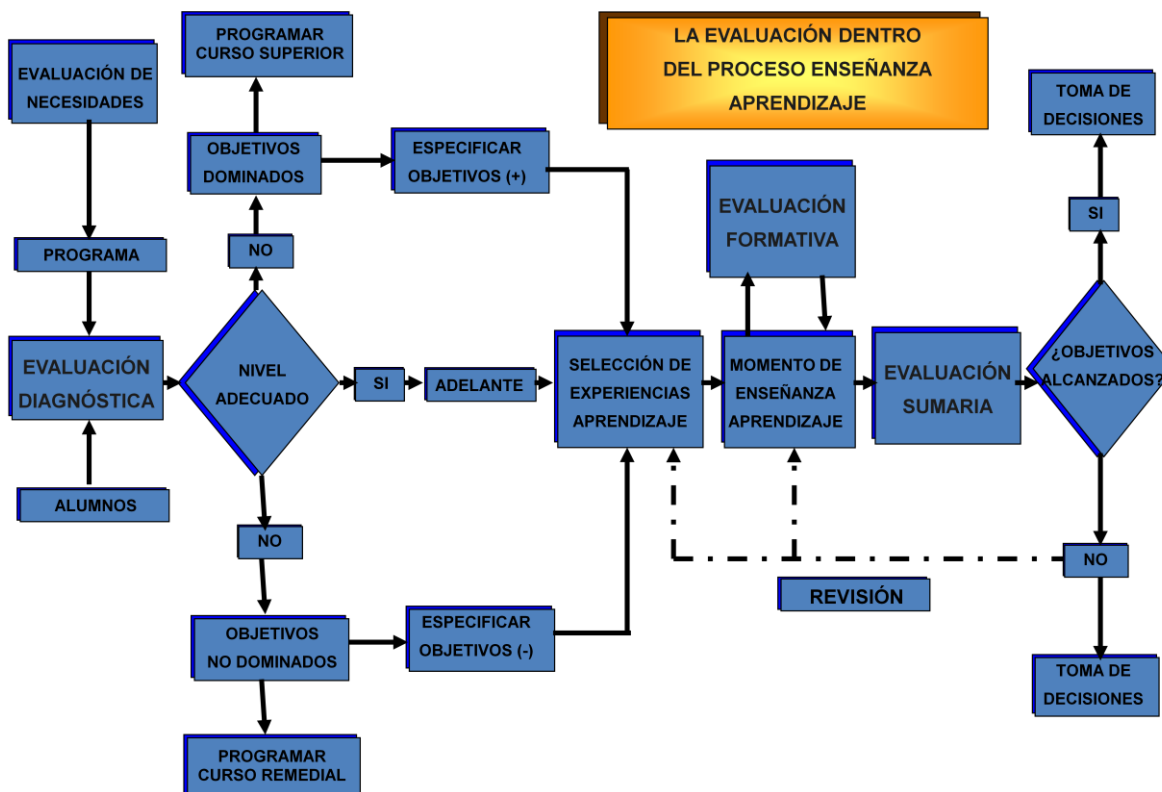 LA EVALUACIÓN DENTRO
DEL PROCESO ENSEÑANZA
APRENDIZAJE
EVALUACIÓN DE
NECESIDADES
PROGRAMA
EVALUACIÓN
DIAGNÓSTICA
ALUMNOS
PROGRAMAR
CURSO SUPERIOR
OBJETIVOS
DOMINADOS
NO
NIVEL
ADECUADO
NO
OBJETIVOS
NO DOMINADOS
PROGRAMAR
CURSO REMEDIAL
ESPECIFICAR
OBJETIVOS (+)
SI
ADELANTE
ESPECIFICAR
OBJETIVOS (-)
SELECCIÓN DE
EXPERIENCIAS
APRENDIZAJE
EVALUACIÓN
FORMATIVA
MOMENTO DE
ENSEÑANZA
APRENDIZAJE
REVISIÓN
EVALUACIÓN
SUMARIA
TOMA DE
DECISIONES
SI
¿OBJETIVOS
ALCANZADOS?
NO
TOMA DE
DECISIONES